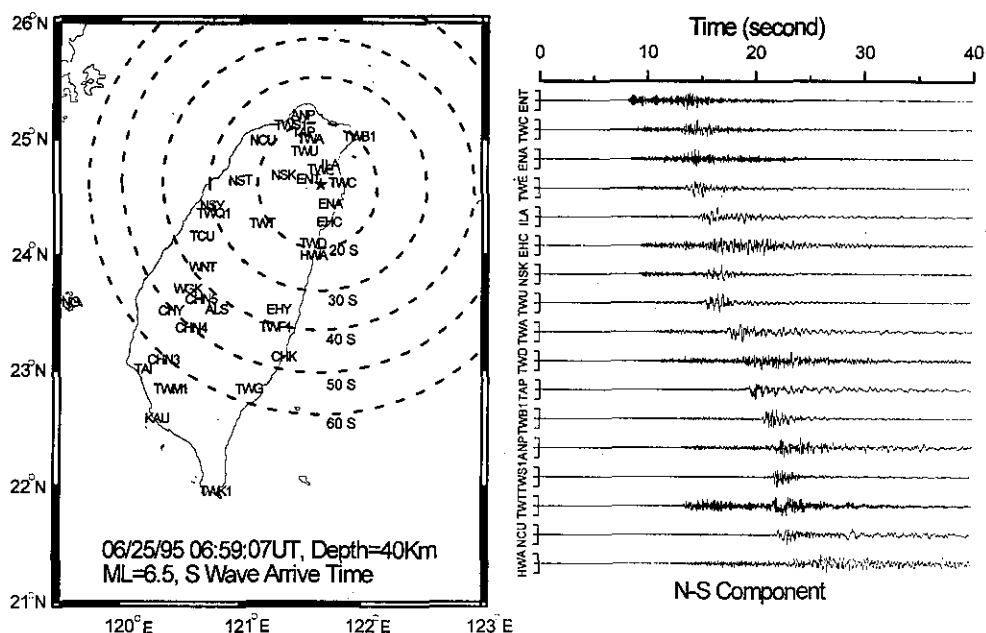 26°N
25°N
24°N
23°N
22°N
21°N
120°E
121°E
122°E
123°E
ANP
TWS1
TAP
NCU
TWA
TWB1
TWU
ILA
TWE
NSK
ENT
TWC
NST
NSY
TWQ1
ENA
TWT
EHC
TCU
TWD
HWA
20 S
WNT
WGK
CHN5
30 S
CHY
ALS
EHY
CHN4
TWF1
40 S
CHN3
CHK
TAI
50 S
TWM1
TWG
KAU
60 S
TWK1
06/25/95 06:59:07UT, Depth=40Km
ML=6.5, S Wave Arrive Time
Time (second)
0 10 20 30 40
ENT
TWC
ENA
TWE
ILA
EHC
NSK
TWU
TWA
TWD
TAP
TWB1
ANP
TWS1
TWT
NCU
HWA
N-S Component